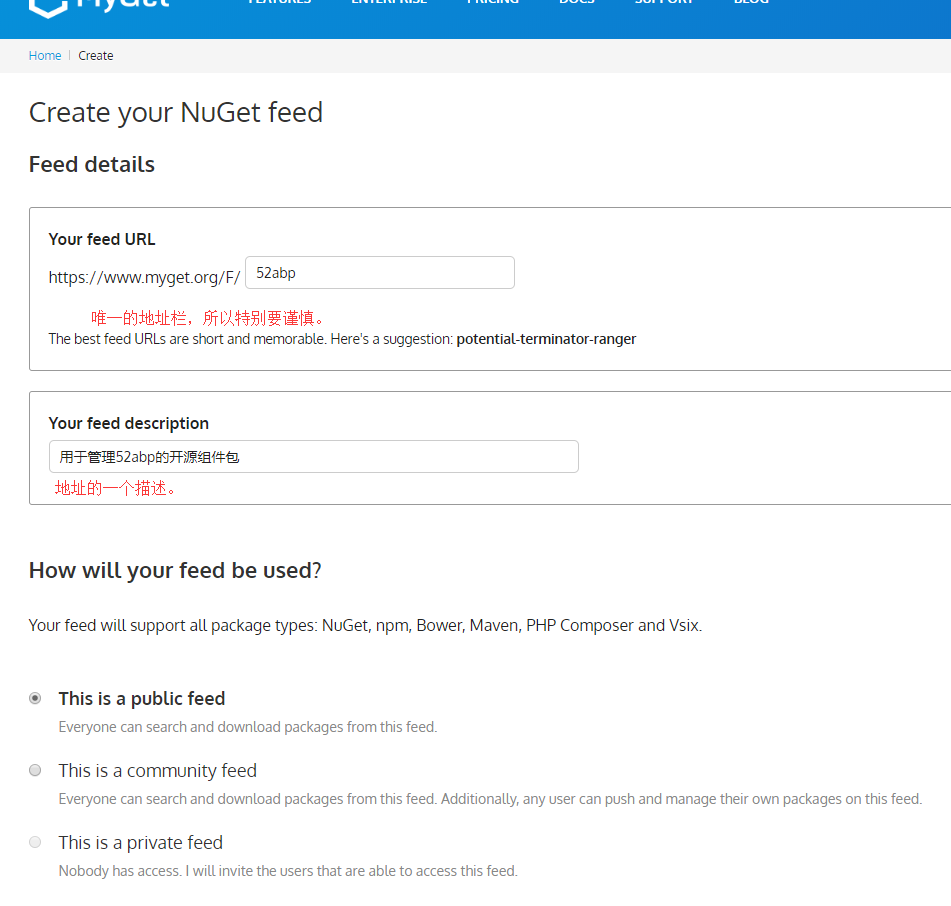 MyGet
FEATURES ENTERPRISE PRICING DOCS SUPPORT BLOG
Home Create
Create your NuGet feed
Feed details
Your feed URL
https://www.myget.org/F/ 52abp
唯一的地址栏，所以特别要谨慎。
The best feed URLs are short and memorable. Here's a suggestion: potential-terminator-ranger
Your feed description
用于管理52abp的开源组件包
地址的一个描述。
How will your feed be used?
Your feed will support all package types: NuGet, npm, Bower, Maven, PHP Composer and Vsix.
This is a public feed
Everyone can search and download packages from this feed.
This is a community feed
Everyone can search and download packages from this feed. Additionally, any user can push and manage their own packages on this feed.
This is a private feed
Nobody has access. I will invite the users that are able to access this feed.